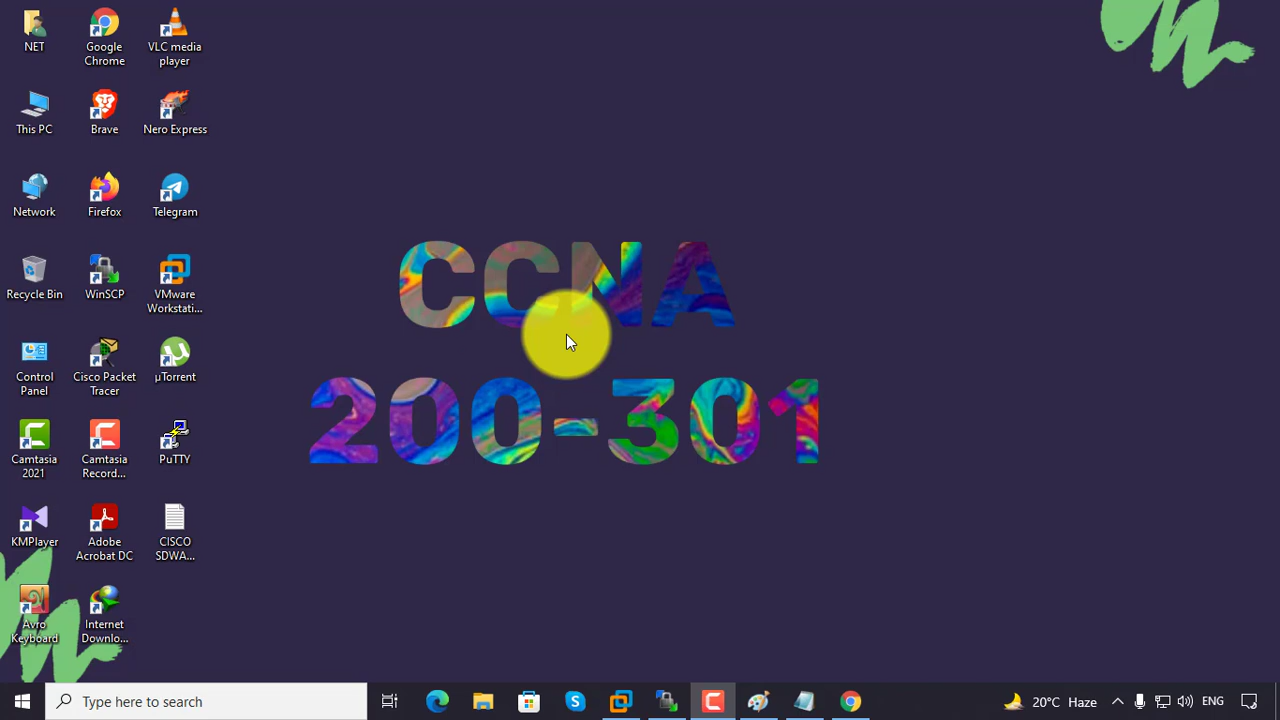 NET
Google
Chrome
VLC media
player
This PC
Brave
Nero Express
Network
Firefox
Telegram
Recycle Bin
WinSCP
VMware
Workstati...
Control
Panel
Cisco Packet
Tracer
µTorrent
Camtasia
2021
Camtasia
Record...
PuTTY
KMPlayer
Adobe
Acrobat DC
CISCO
SDWA...
Avro
Keyboard
Internet
Downlo...
CCNA
200-301
Type here to search
20°C Haze
ENG